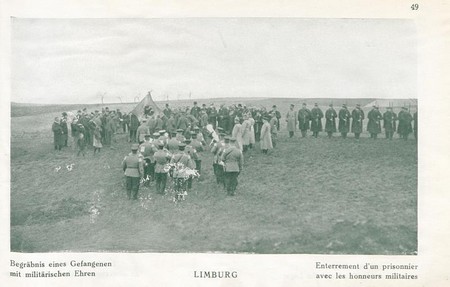 49
Begräbnis eines Gefangenen
mit militärischen Ehren
LIMBURG
Enterrement d'un prisonnier
avec les honneurs militaires